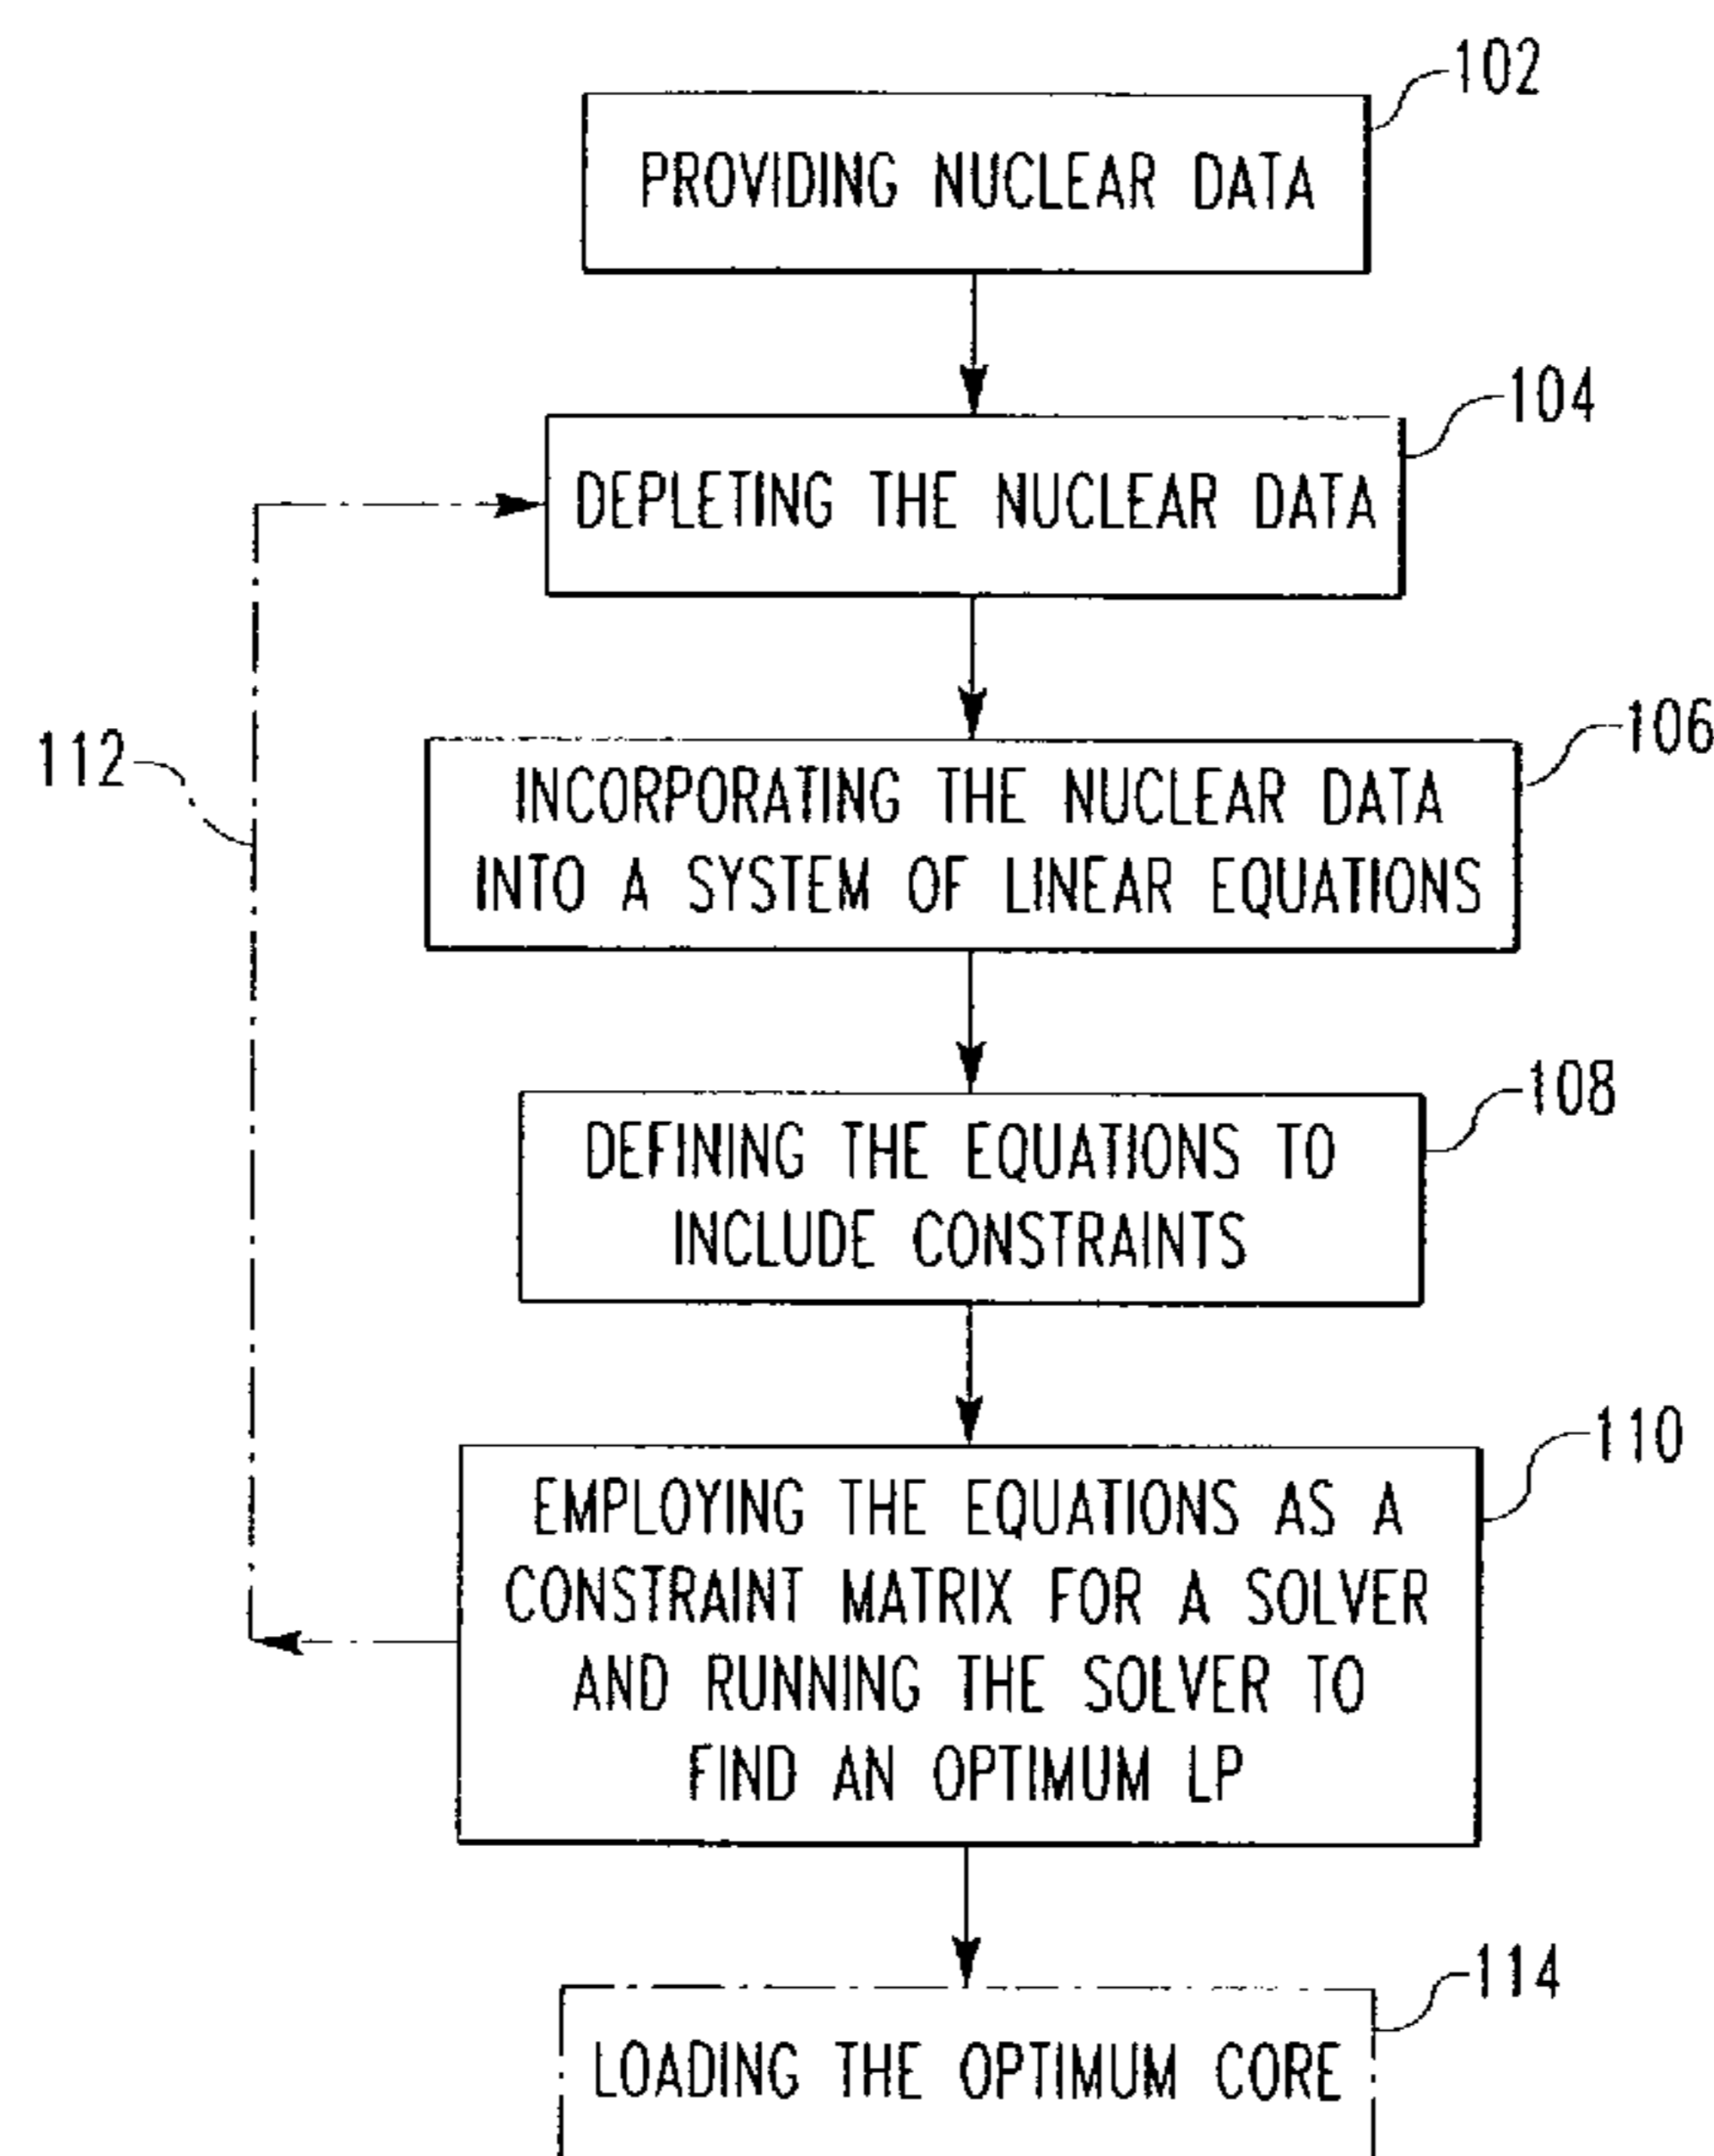 102
PROVIDING NUCLEAR DATA
104
DEPLETING THE NUCLEAR DATA
106
112
INCORPORATING THE NUCLEAR DATA
INTO A SYSTEM OF LINEAR EQUATIONS
108
DEFINING THE EQUATIONS TO
INCLUDE CONSTRAINTS
110
EMPLOYING THE EQUATIONS AS A
CONSTRAINT MATRIX FOR A SOLVER
AND RUNNING THE SOLVER TO
FIND AN OPTIMUM LP
114
LOADING THE OPTIMUM CORE